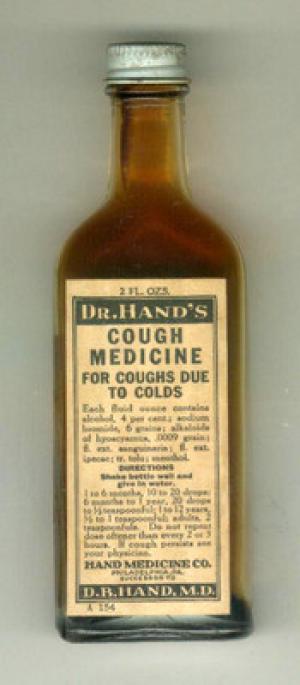 2 FL. OZS.
DR. HAND'S
COUGH
MEDICINE
FOR COUGHS DUE
TO COLDS
Each fluid ounce contains
alcohol, 4 per cent.; sodium
bromide, 6 grains; alkaloids
of hyoscyamus, .0009 grain;
fl. ext. sanguinaria; fl. ext.
ipecac; tr. tolu; menthol.
DIRECTIONS
Shake bottle well and
give in water.
1 to 6 months, 10 to 20 drops;
6 months to 1 year, 20 drops
to ½ teaspoonful; 1 to 12 years,
½ to 1 teaspoonful; adults, 2
teaspoonfuls. Do not repeat
dose oftener than every 2 or 3
hours. If cough persists see
your physician.
HAND MEDICINE CO.
PHILADELPHIA, PA.
SUCCESSOR TO
D.B. HAND, M.D.
A 154